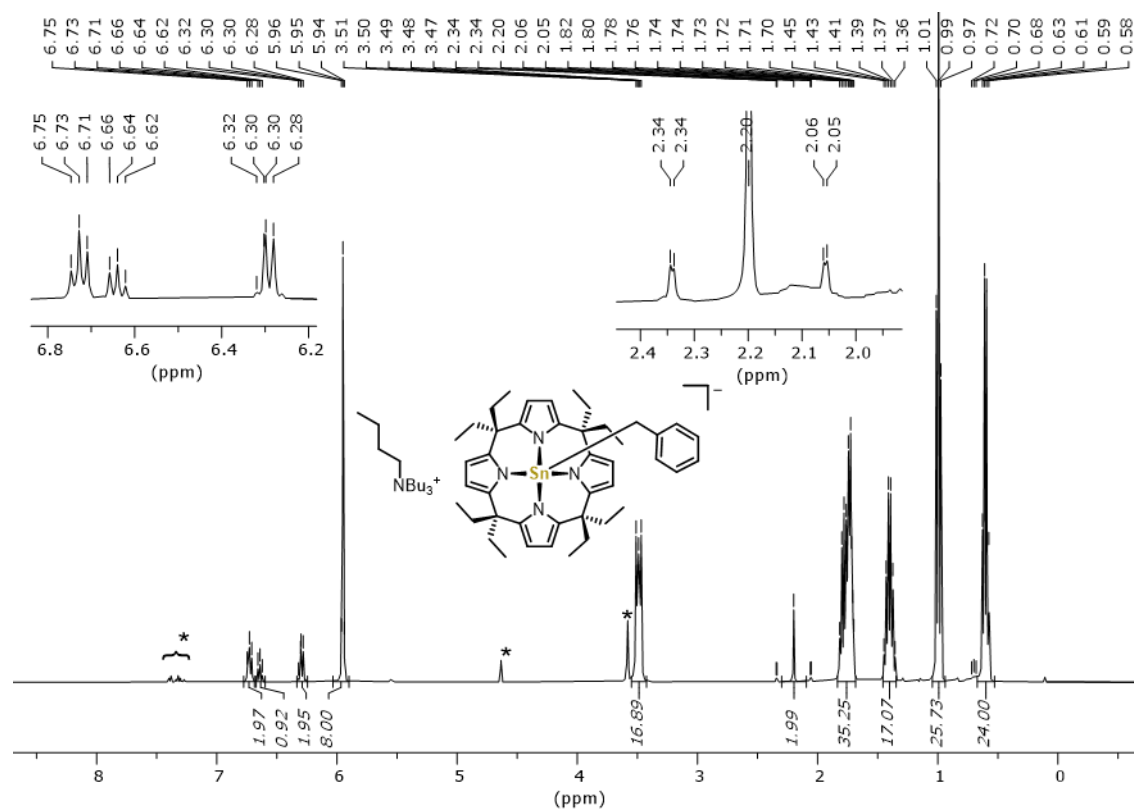 6.75 6.73 6.71 6.66 6.64 6.62 6.32 6.30 6.30 6.28 5.96 5.95 5.94 3.51 3.50 3.49 3.48 3.47 2.34 2.34 2.20 2.06 2.05 1.82 1.80 1.78 1.76 1.74 1.74 1.73 1.72 1.71 1.70 1.45 1.43 1.41 1.39 1.37 1.36 1.01 0.99 0.97 0.72 0.70 0.68 0.63 0.61 0.59 0.58
6.75 6.73 6.71 6.66 6.64 6.62 6.32 6.30 6.30 6.28
2.34 2.34 2.20 2.06 2.05
6.8 6.6 6.4 6.2
(ppm)
2.4 2.3 2.2 2.1 2.0
(ppm)
−
N
N Sn N
N
NBu3+
* * *
1.97 0.92 1.95 8.00 16.89 1.99 35.25 17.07 25.73 24.00
8 7 6 5 4 3 2 1 0
(ppm)